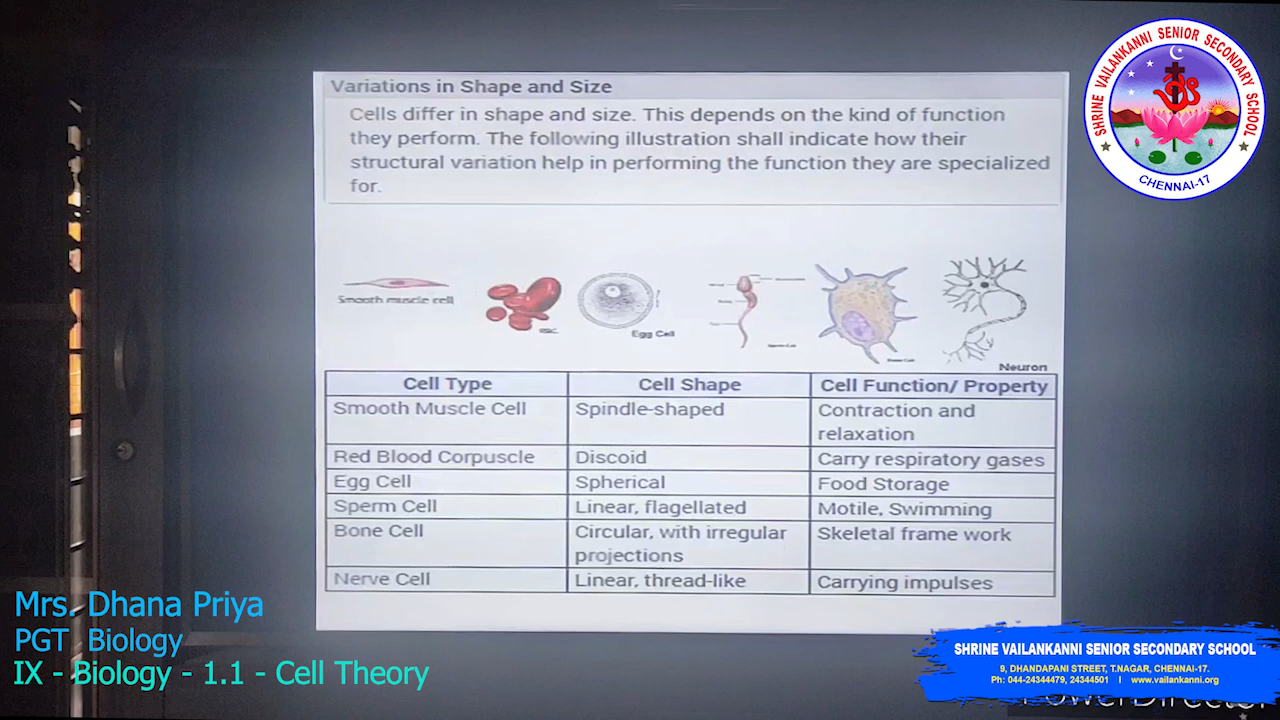 Variations in Shape and Size
Cells differ in shape and size. This depends on the kind of function
they perform. The following illustration shall indicate how their
structural variation help in performing the function they are specialized
for.
Smooth muscle cell
RBC
Egg Cell
Neuron
Cell Type Cell Shape Cell Function/ Property
Smooth Muscle Cell Spindle-shaped Contraction and
relaxation
Red Blood Corpuscle Discoid Carry respiratory gases
Egg Cell Spherical Food Storage
Sperm Cell Linear, flagellated Motile, Swimming
Bone Cell Circular, with irregular Skeletal frame work
projections
Nerve Cell Linear, thread-like Carrying impulses
Mrs. Dhana Priya
PGT Biology
IX - Biology - 1.1 - Cell Theory
SHRINE VAILANKANNI SENIOR SECONDARY SCHOOL
CHENNAI-17
SHRINE VAILANKANNI SENIOR SECONDARY SCHOOL
9, DHANDAPANI STREET, T.NAGAR, CHENNAI-17.
Ph: 044-24344479, 24344501 I www.vailankanni.org
PowerDirector